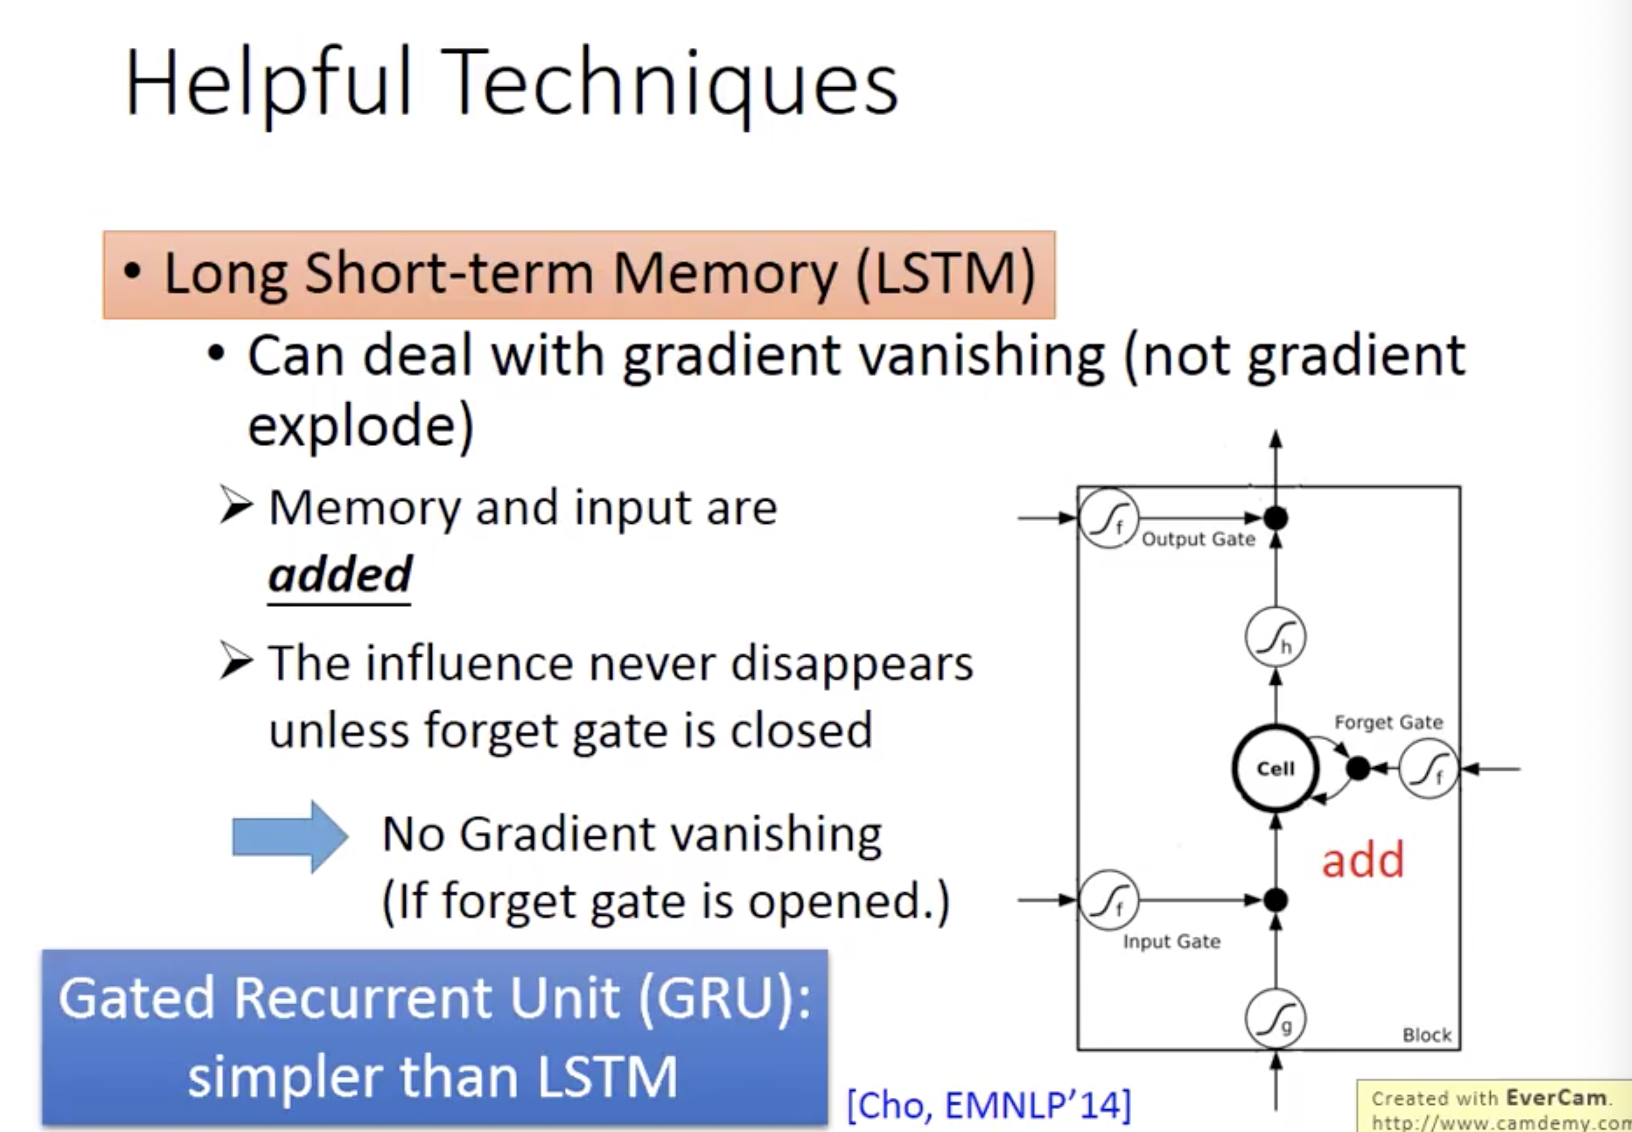 Helpful Techniques
• Long Short-term Memory (LSTM)
• Can deal with gradient vanishing (not gradient
explode)
➢ Memory and input are
added
➢ The influence never disappears
unless forget gate is closed
No Gradient vanishing
(If forget gate is opened.)
Gated Recurrent Unit (GRU):
simpler than LSTM
[Cho, EMNLP'14]
f
Output Gate
h
Forget Gate
Cell
f
add
f
Input Gate
g
Block
Created with EverCam.
http://www.camdemy.com